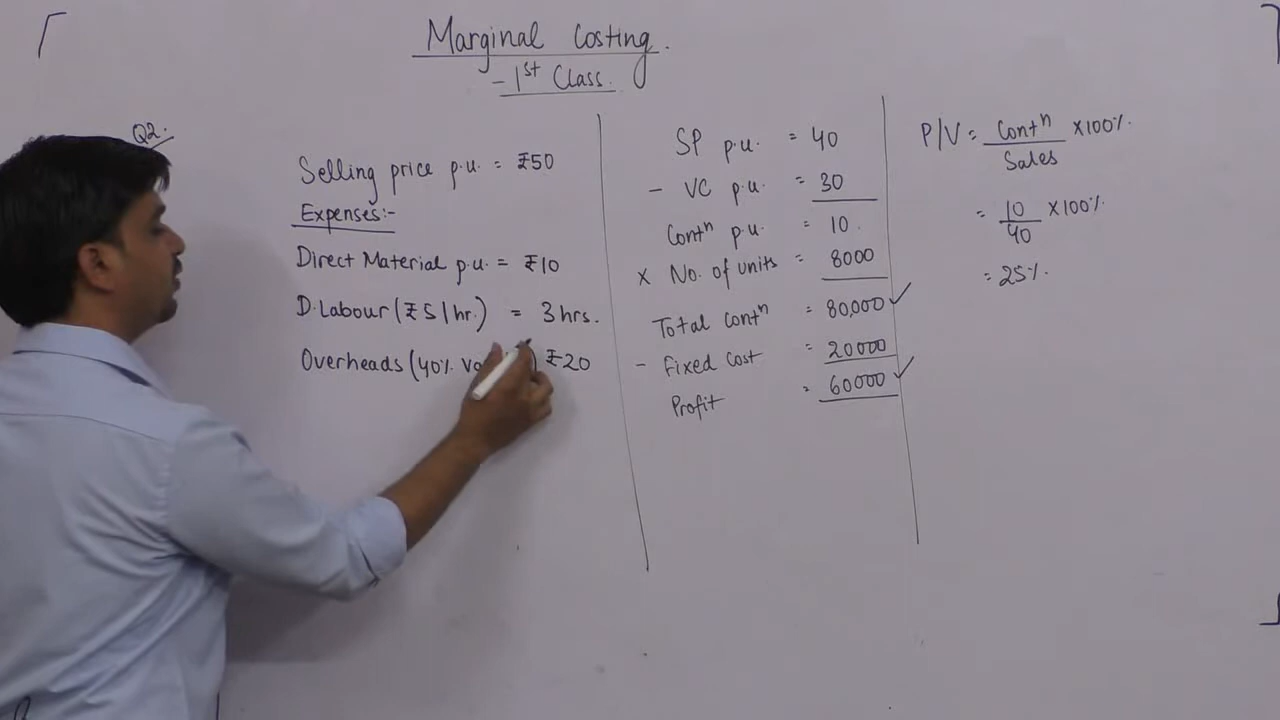 Marginal Costing.
- 1st Class.
Q2:-
Selling price p.u. = ₹50
Expenses:-
Direct Material p.u. = ₹10
D.Labour (₹5/hr.) = 3 hrs.
Overheads (40% ) ₹20
SP p.u. = 40
- VC p.u. = 30
Contn p.u. = 10.
x No. of units = 8000
Total contn = 80,000 ✓
- Fixed cost = 20000
Profit = 60000 ✓
P/V = Contn / Sales x100%.
= 10 / 40 x100%
= 25%.